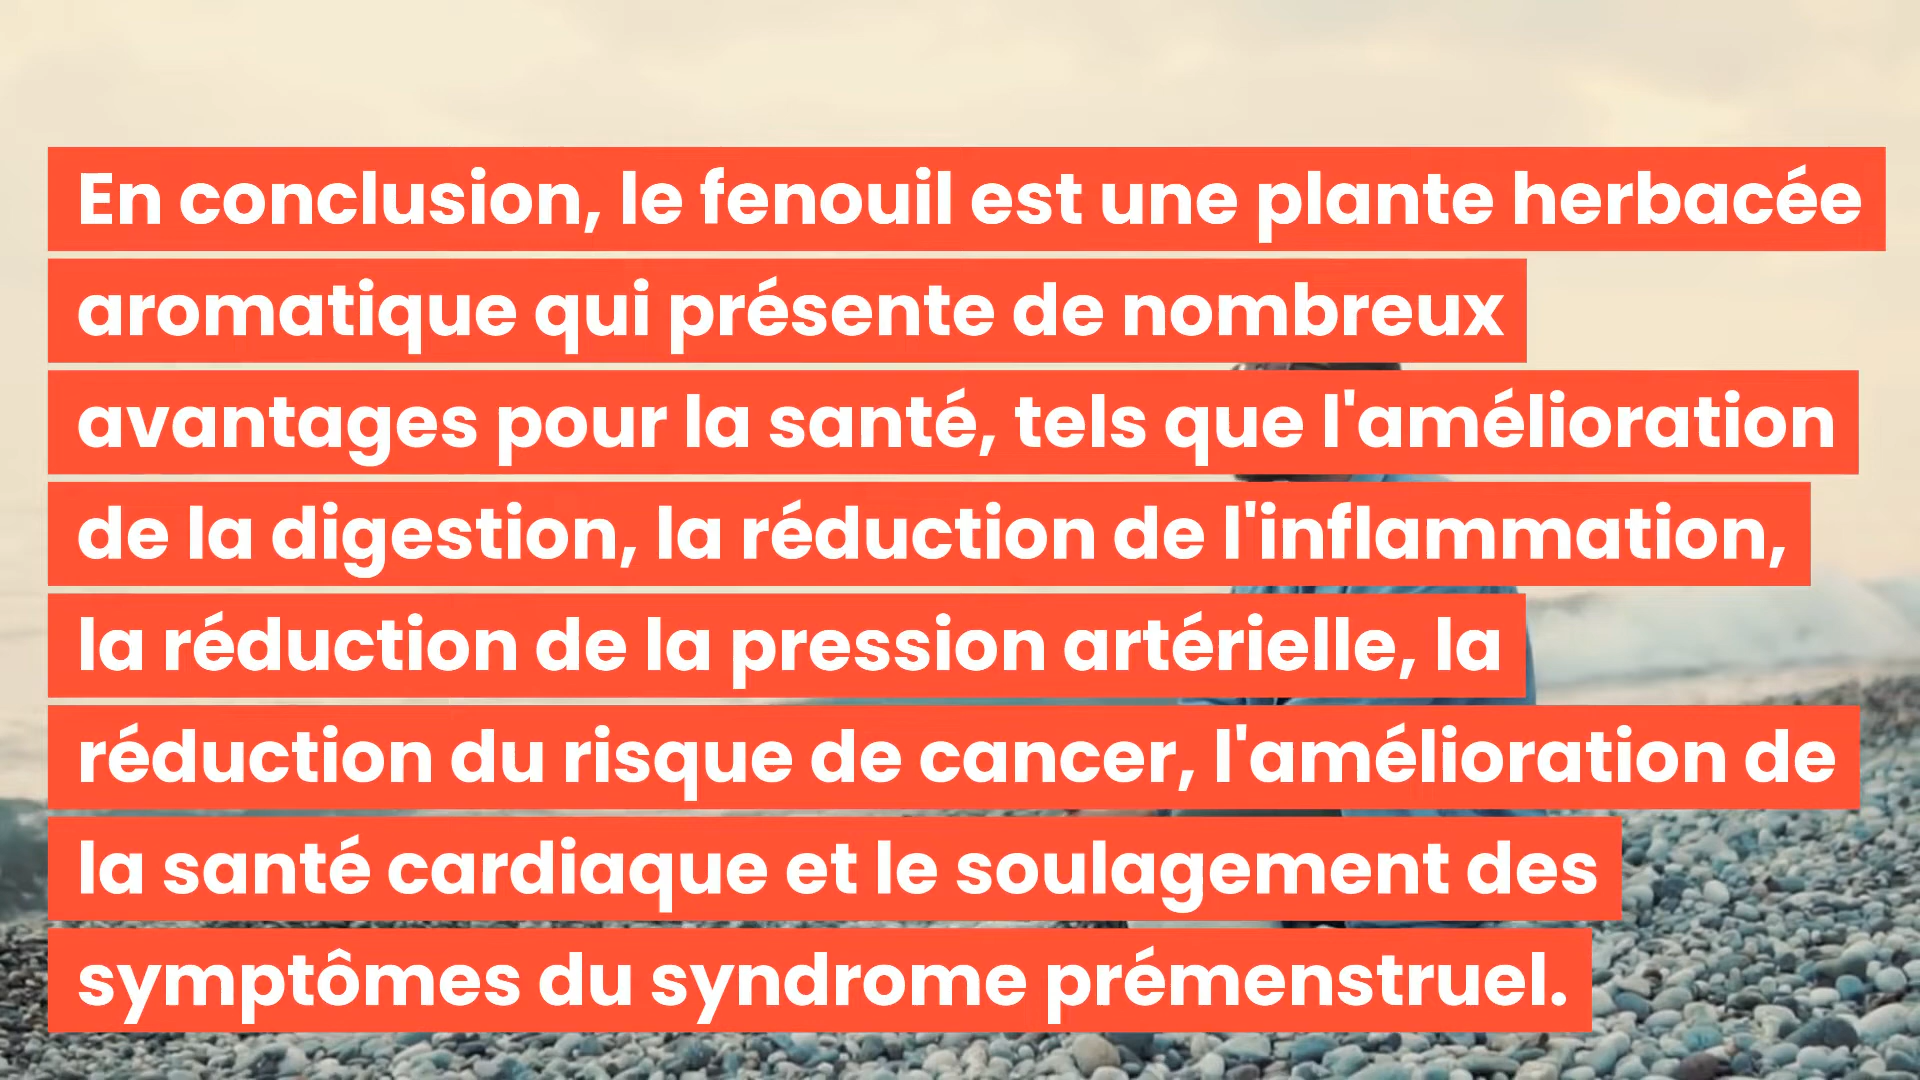 En conclusion, le fenouil est une plante herbacée
aromatique qui présente de nombreux
avantages pour la santé, tels que l'amélioration
de la digestion, la réduction de l'inflammation,
la réduction de la pression artérielle, la
réduction du risque de cancer, l'amélioration de
la santé cardiaque et le soulagement des
symptômes du syndrome prémenstruel.